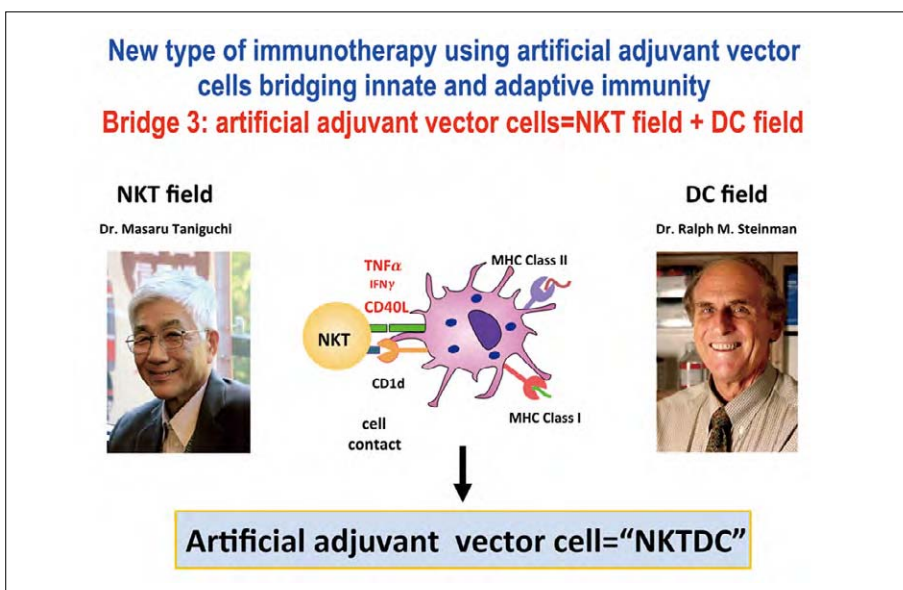 New type of immunotherapy using artificial adjuvant vector
cells bridging innate and adaptive immunity
Bridge 3: artificial adjuvant vector cells=NKT field + DC field
NKT field
Dr. Masaru Taniguchi
DC field
Dr. Ralph M. Steinman
TNFα
IFNγ
CD40L
NKT
CD1d
cell
contact
MHC Class II
MHC Class I
Artificial adjuvant vector cell=“NKTDC”